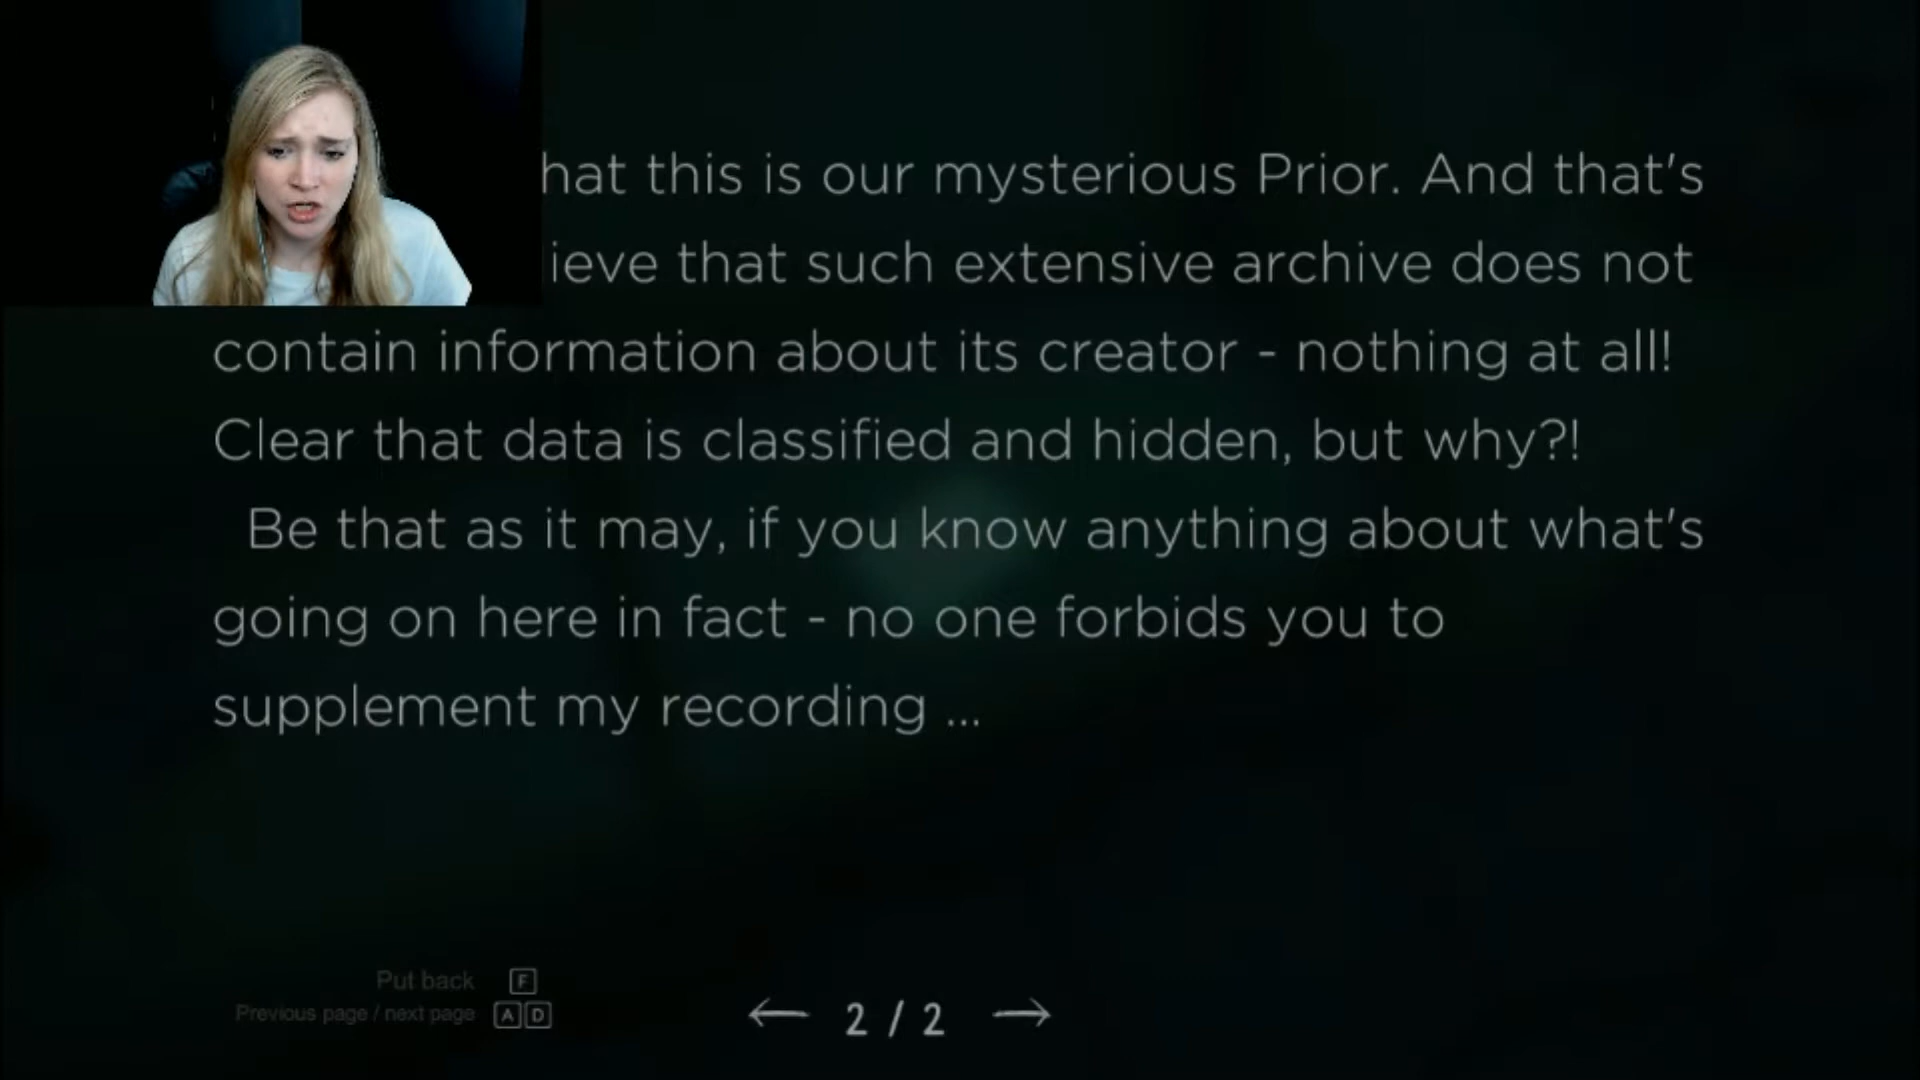 this is our mysterious Prior. And that's
that such extensive archive does not
contain information about its creator - nothing at all!
Clear that data is classified and hidden, but why?!
Be that as it may, if you know anything about what's
going on here in fact - no one forbids you to
supplement my recording ...
Put back F
Previous page / next page A D
← 2 / 2 →